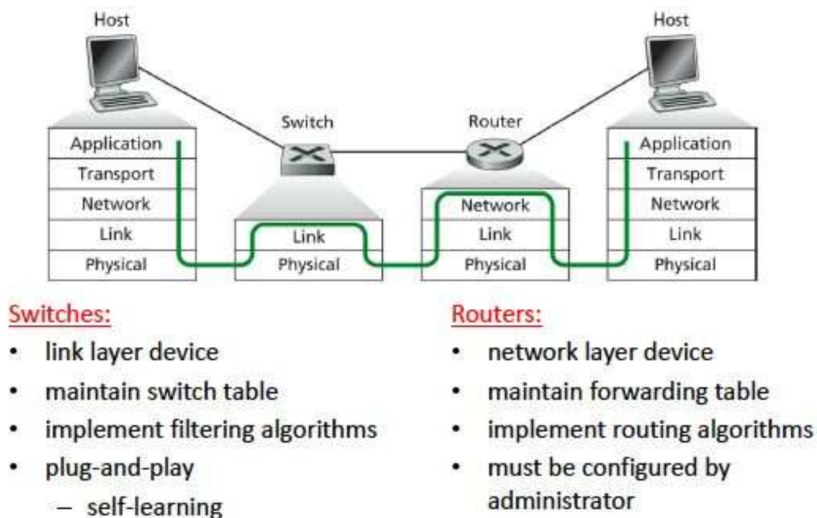 Host
Host
Switch
Router
Application
Transport
Network
Link
Physical
Link
Physical
Network
Link
Physical
Application
Transport
Network
Link
Physical
Switches:
• link layer device
• maintain switch table
• implement filtering algorithms
• plug-and-play
– self-learning
Routers:
• network layer device
• maintain forwarding table
• implement routing algorithms
• must be configured by
administrator